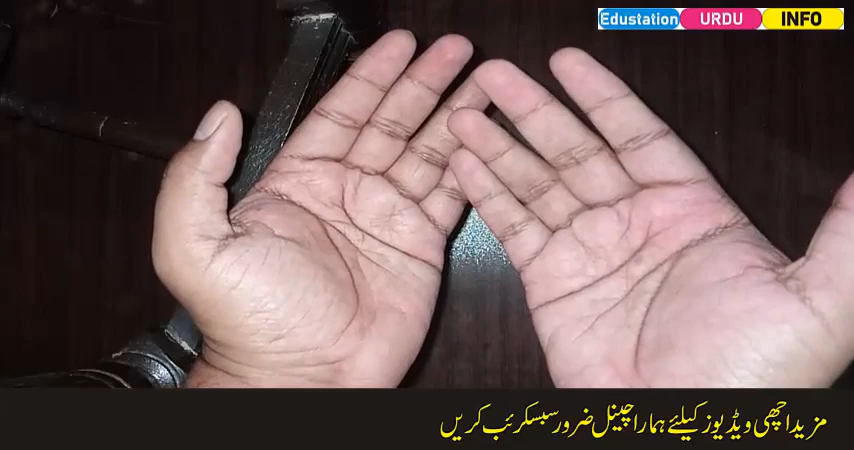 Edustation URDU INFO
مزید اچھی ویڈیوز کیلئے ہمارا چینل ضرور سبسکرائب کریں